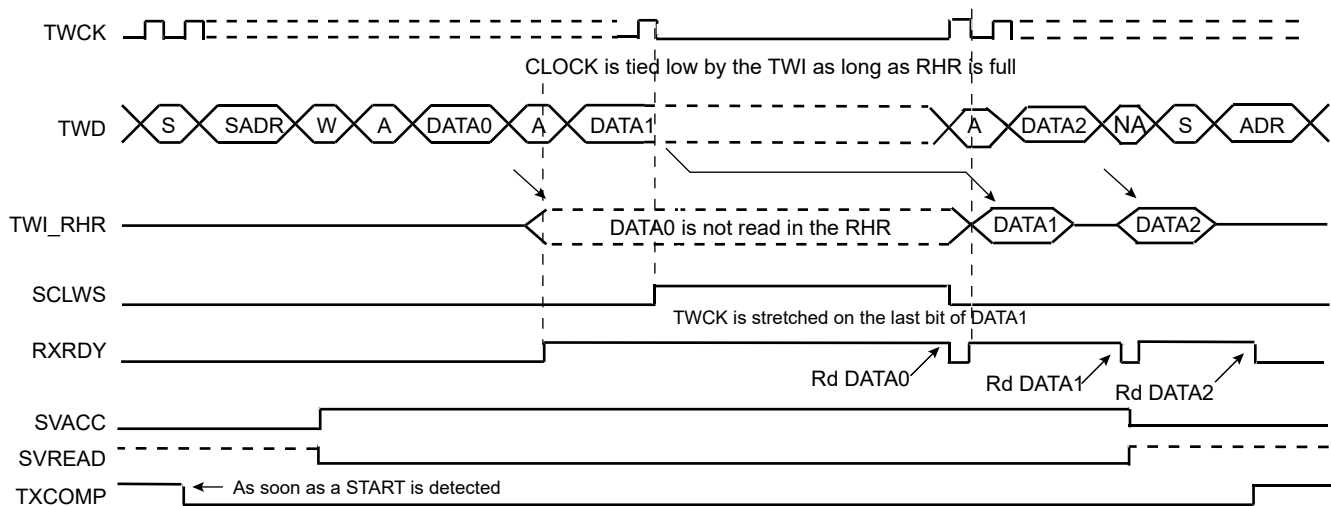 TWCK
CLOCK is tied low by the TWI as long as RHR is full
TWD S SADR W A DATA0 A DATA1 A DATA2 NA S ADR
TWI_RHR DATA0 is not read in the RHR DATA1 DATA2
SCLWS
TWCK is stretched on the last bit of DATA1
RXRDY
Rd DATA0 Rd DATA1 Rd DATA2
SVACC
SVREAD
TXCOMP As soon as a START is detected